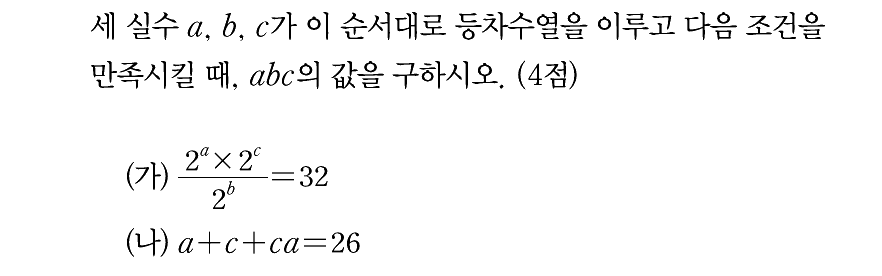 세 실수 a, b, c가 이 순서대로 등차수열을 이루고 다음 조건을
만족시킬 때, abc의 값을 구하시오. (4점)
(가) \frac{2^a × 2^c}{2^b}=32
(나) a+c+ca=26